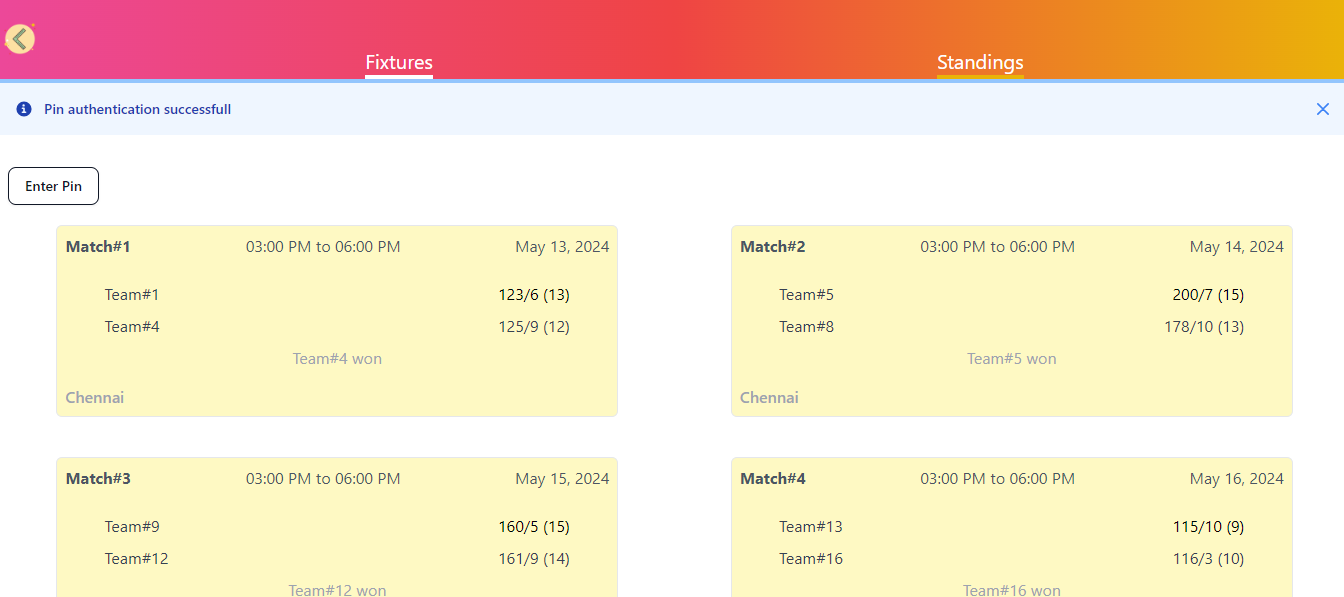 Fixtures Standings
Pin authentication successfull
Enter Pin
Match#1 03:00 PM to 06:00 PM May 13, 2024
Team#1 123/6 (13)
Team#4 125/9 (12)
Team#4 won
Chennai
Match#2 03:00 PM to 06:00 PM May 14, 2024
Team#5 200/7 (15)
Team#8 178/10 (13)
Team#5 won
Chennai
Match#3 03:00 PM to 06:00 PM May 15, 2024
Team#9 160/5 (15)
Team#12 161/9 (14)
Team#12 won
Match#4 03:00 PM to 06:00 PM May 16, 2024
Team#13 115/10 (9)
Team#16 116/3 (10)
Team#16 won